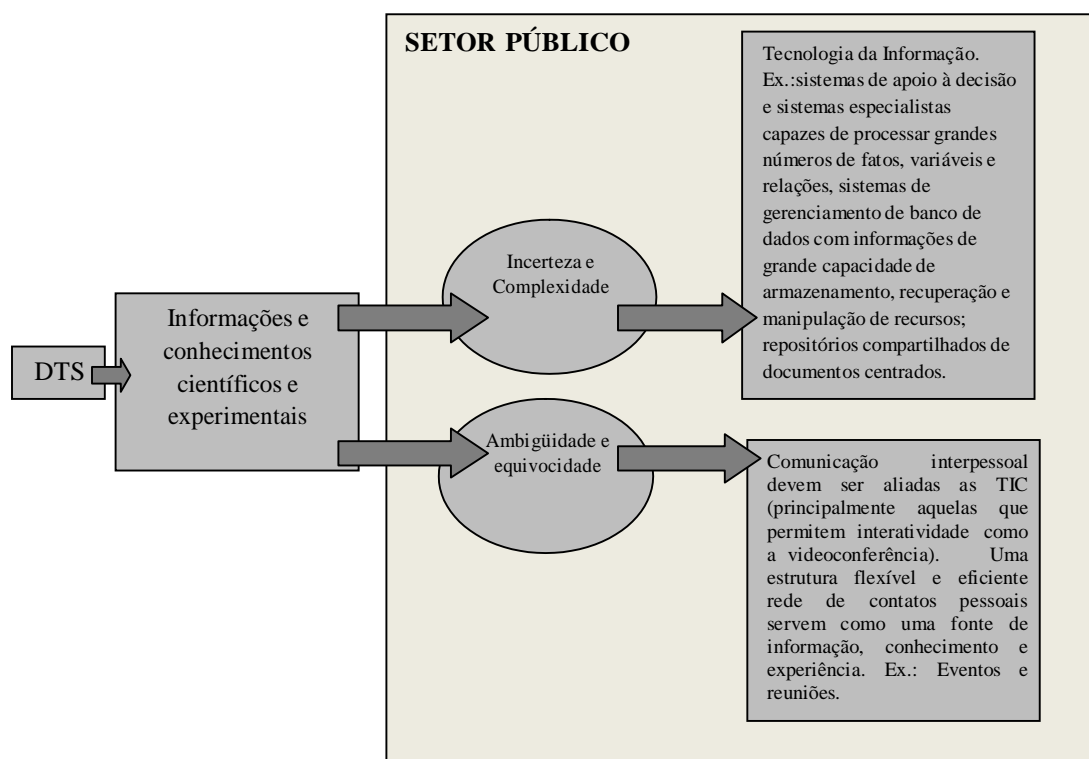 SETOR PÚBLICO
DTS
Informações e
conhecimentos
científicos e
experimentais
Incerteza e
Complexidade
Tecnologia da Informação.
Ex.:sistemas de apoio à decisão
e sistemas especialistas
capazes de processar grandes
números de fatos, variáveis e
relações, sistemas de
gerenciamento de banco de
dados com informações de
grande capacidade de
armazenamento, recuperação e
manipulação de recursos;
repositórios compartilhados de
documentos centrados.
Ambigüidade e
equivocidade
Comunicação interpessoal
devem ser aliadas as TIC
(principalmente aquelas que
permitem interatividade como
a videoconferência). Uma
estrutura flexível e eficiente
rede de contatos pessoais
servem como uma fonte de
informação, conhecimento e
experiência. Ex.: Eventos e
reuniões.